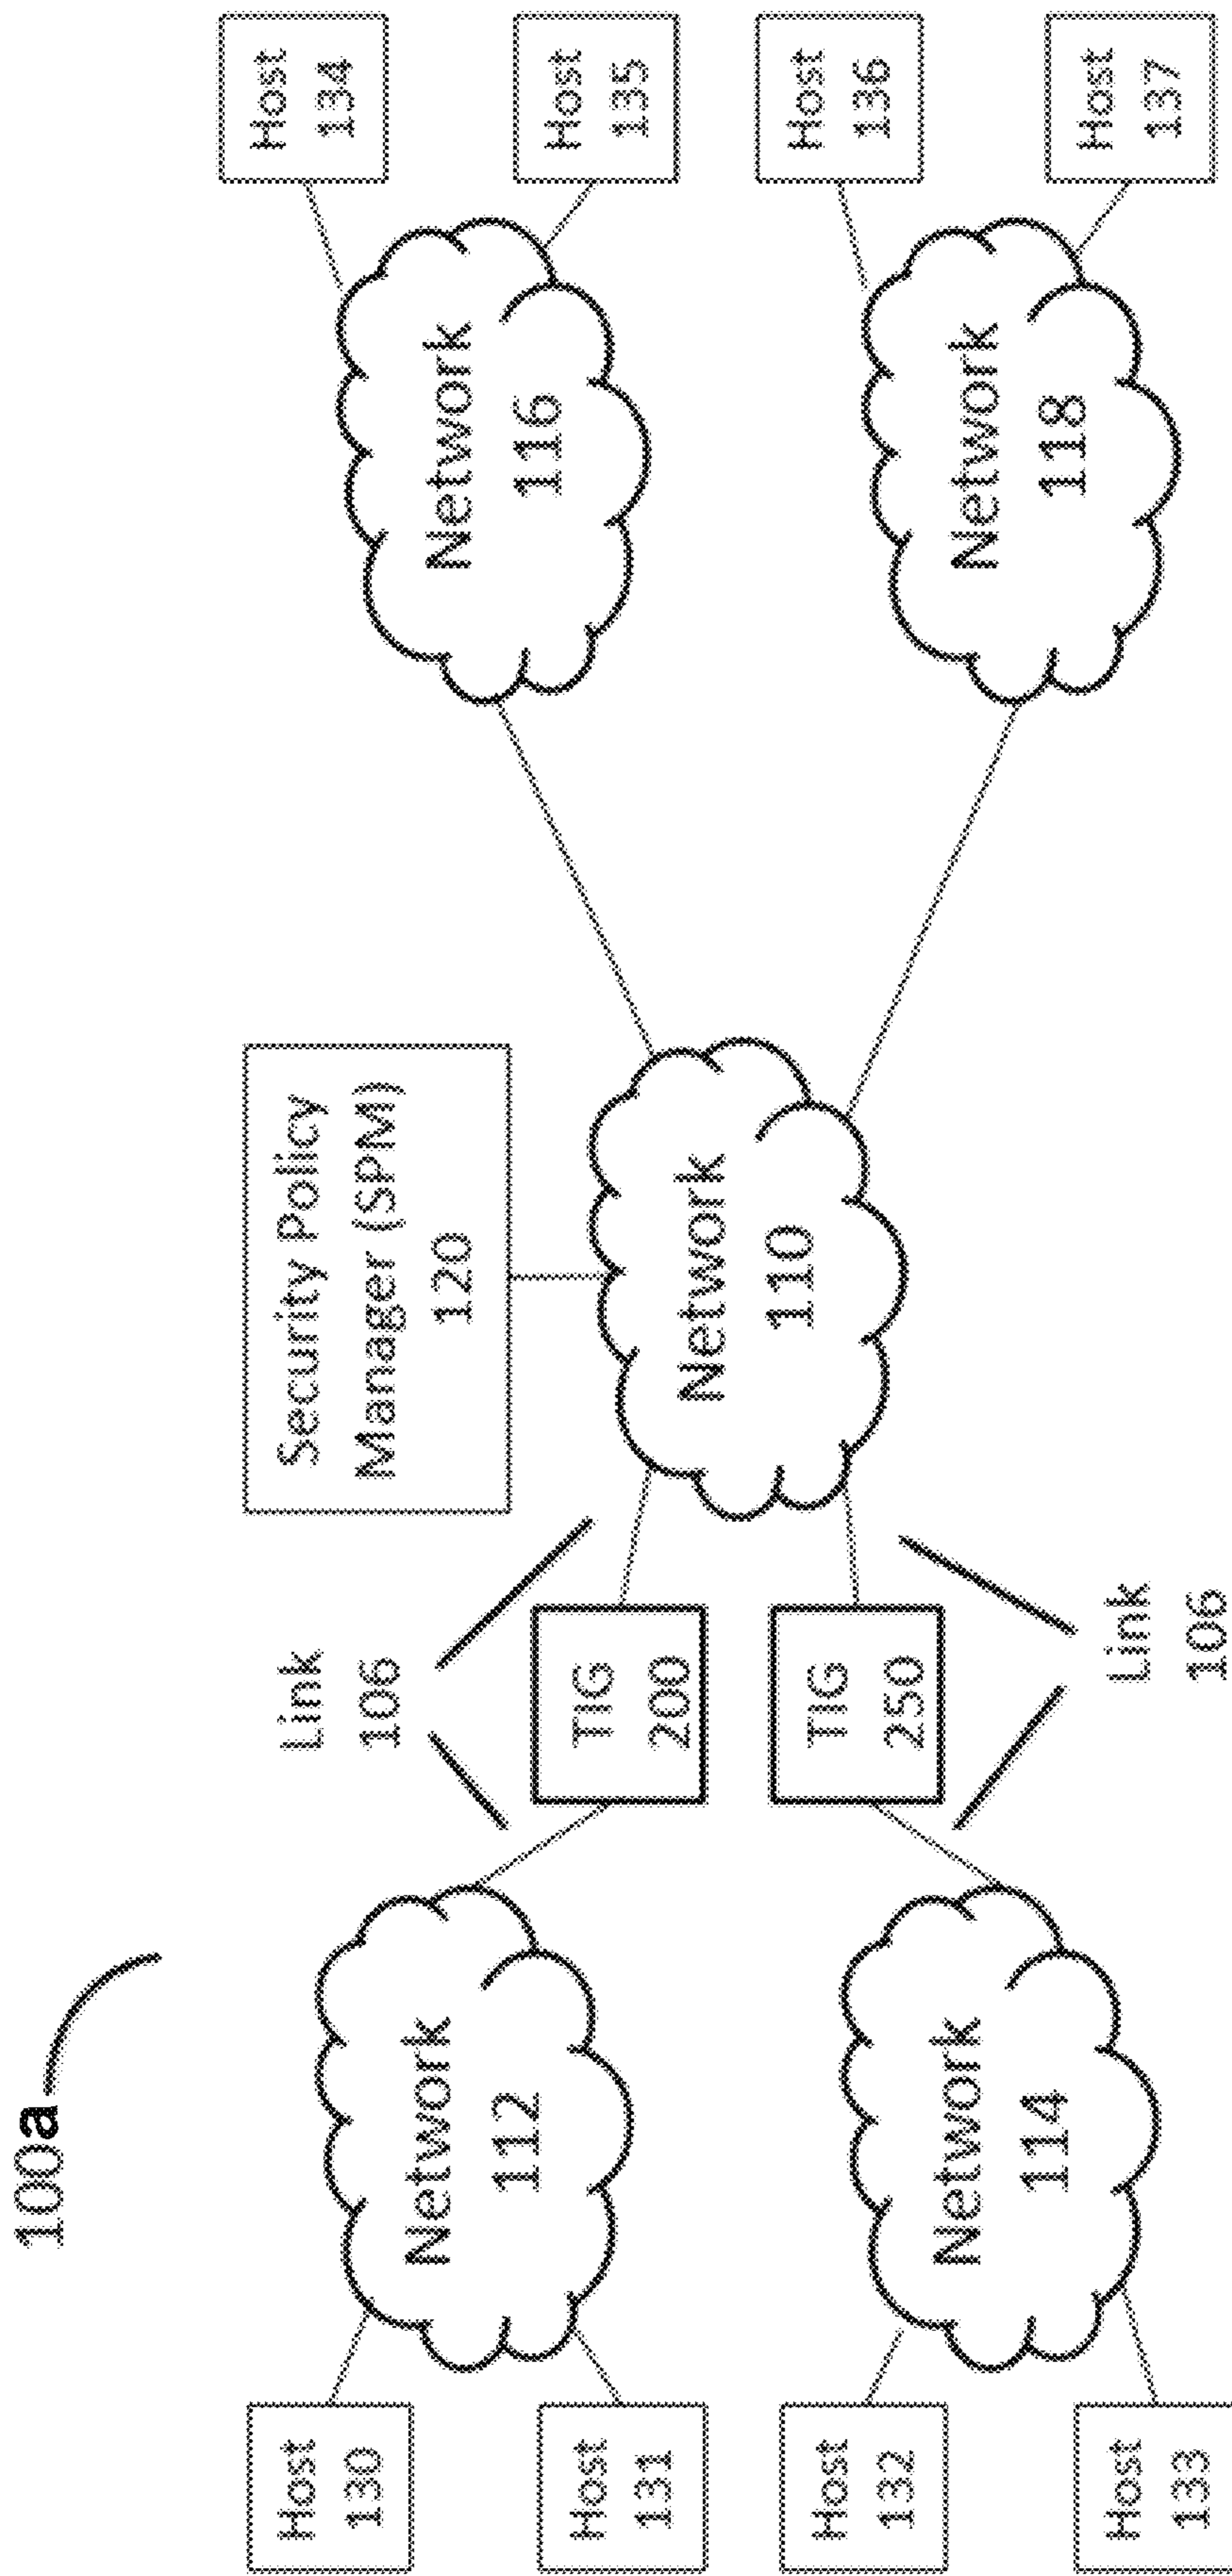 100a
Host
130
Host
131
Host
132
Host
133
Network
112
Network
114
Link
106
TIG
200
TIG
250
Link
106
Security Policy
Manager (SPM)
120
Network
110
Network
116
Network
118
Host
134
Host
135
Host
136
Host
137